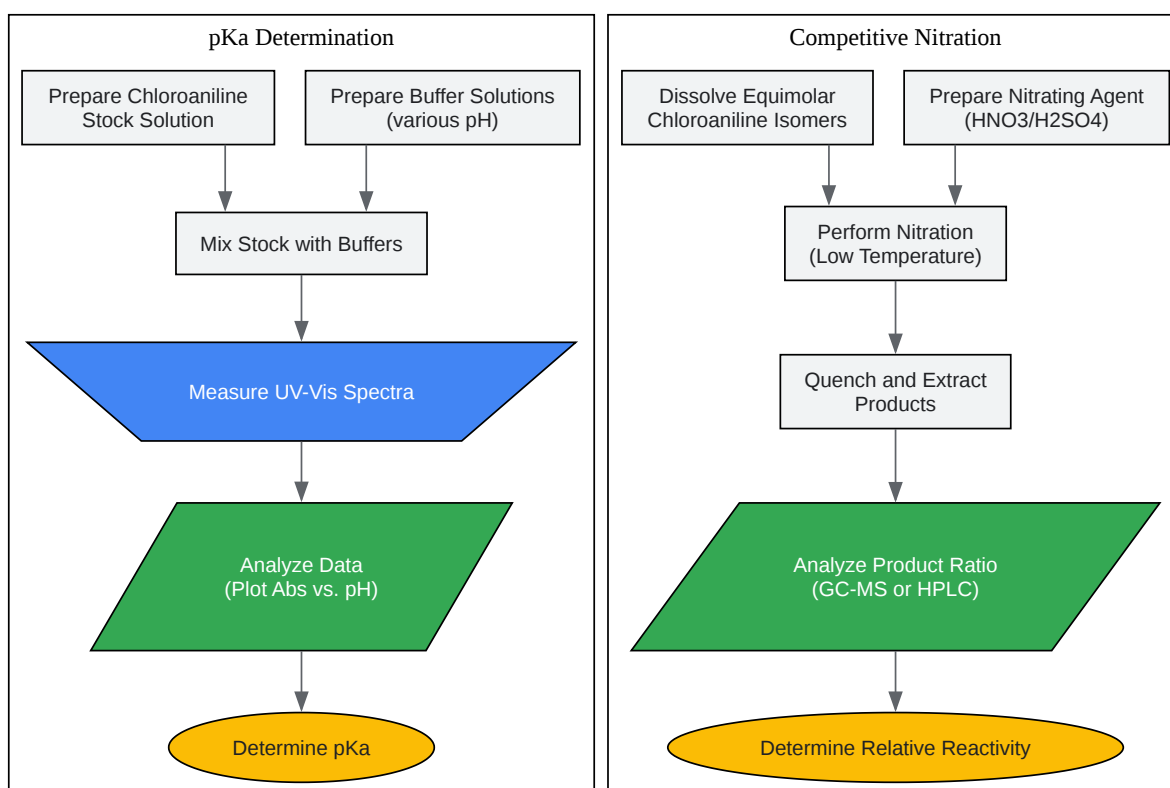 pKa Determination
Prepare Chloroaniline
Stock Solution
Prepare Buffer Solutions
(various pH)
Mix Stock with Buffers
Measure UV-Vis Spectra
Analyze Data
(Plot Abs vs. pH)
Determine pKa
Competitive Nitration
Dissolve Equimolar
Chloroaniline Isomers
Prepare Nitrating Agent
(HNO3/H2SO4)
Perform Nitration
(Low Temperature)
Quench and Extract
Products
Analyze Product Ratio
(GC-MS or HPLC)
Determine Relative Reactivity